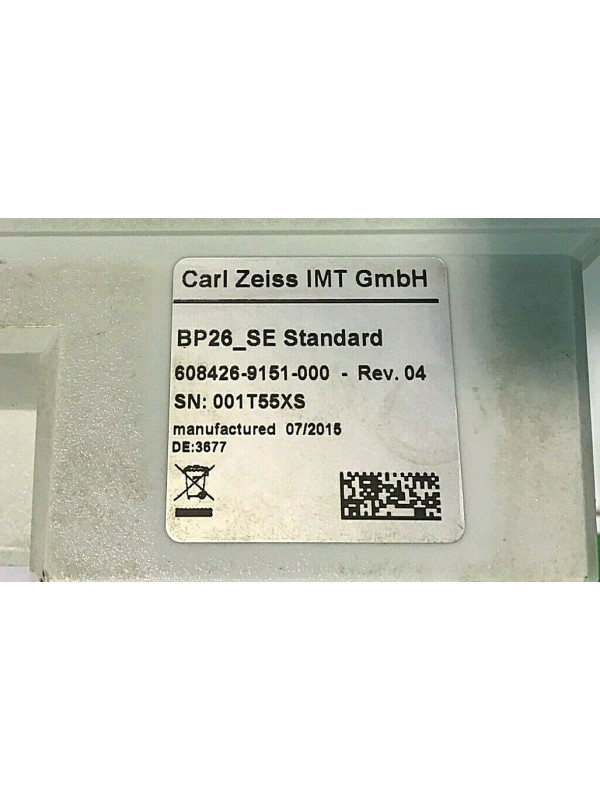 Carl Zeiss IMT GmbH
BP26_SE Standard
608426-9151-000 - Rev. 04
SN: 001T55XS
manufactured 07/2015
DE:3677